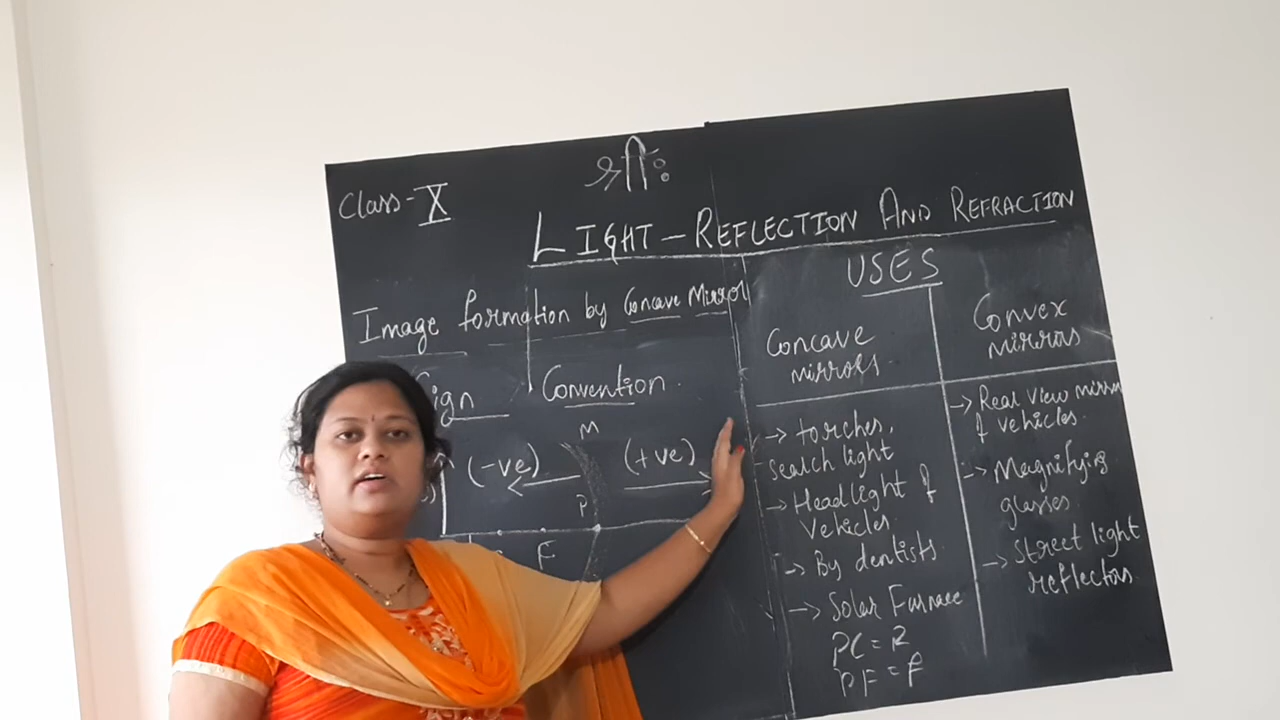 Class-X
श्री:
LIGHT-REFLECTION AND REFRACTION
Image formation by Concave Mirror
Sign Convention.
(-ve)
M
(+ve)
P
F
USES
Concave
mirrors.
→ torches,
search light
→ Headlight of
vehicles.
→ By dentists.
→ Solar Furnace
PC = R
PF = f
Convex
mirrors
→ Real view mirror
of vehicles.
→ Magnifying
glasses
→ Street light
reflectors.